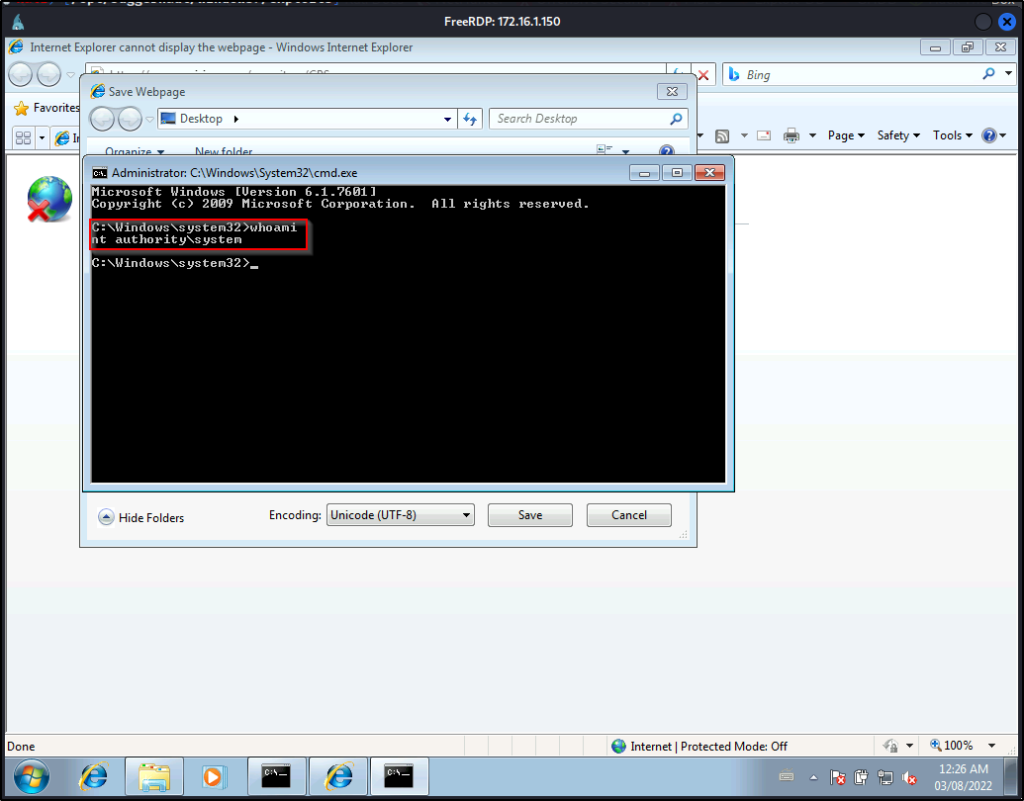 FreeRDP: 172.16.1.150
Internet Explorer cannot display the webpage - Windows Internet Explorer
Bing
Favorites
Save Webpage
Desktop
Search Desktop
Organize
New folder
Page
Safety
Tools
Administrator: C:\Windows\System32\cmd.exe
Microsoft Windows [Version 6.1.7601]
Copyright (c) 2009 Microsoft Corporation.  All rights reserved.
C:\Windows\system32>whoami
nt authority\system
C:\Windows\system32>_
Hide Folders
Encoding: Unicode (UTF-8)
Save
Cancel
Done
Internet | Protected Mode: Off
100%
12:26 AM
03/08/2022